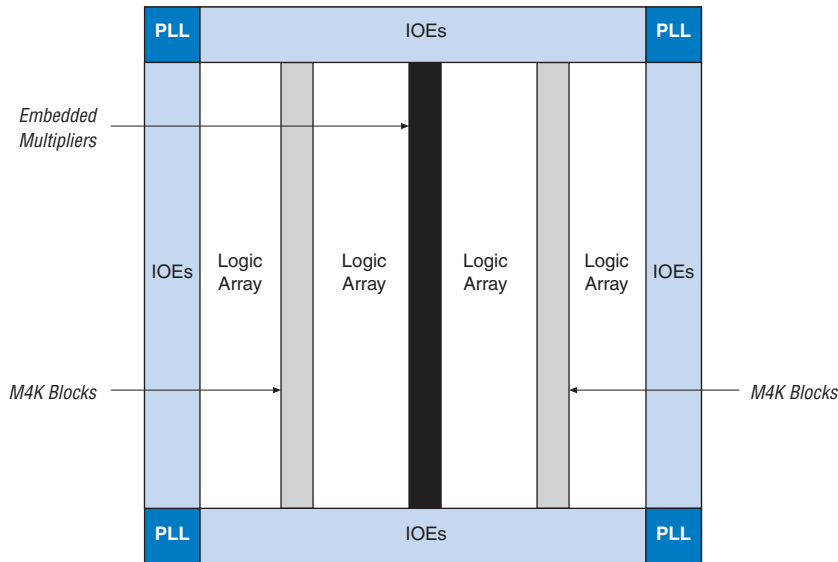 PLL
IOEs
PLL
Embedded
Multipliers
IOEs
Logic
Array
Logic
Array
Logic
Array
Logic
Array
IOEs
M4K Blocks
M4K Blocks
PLL
IOEs
PLL